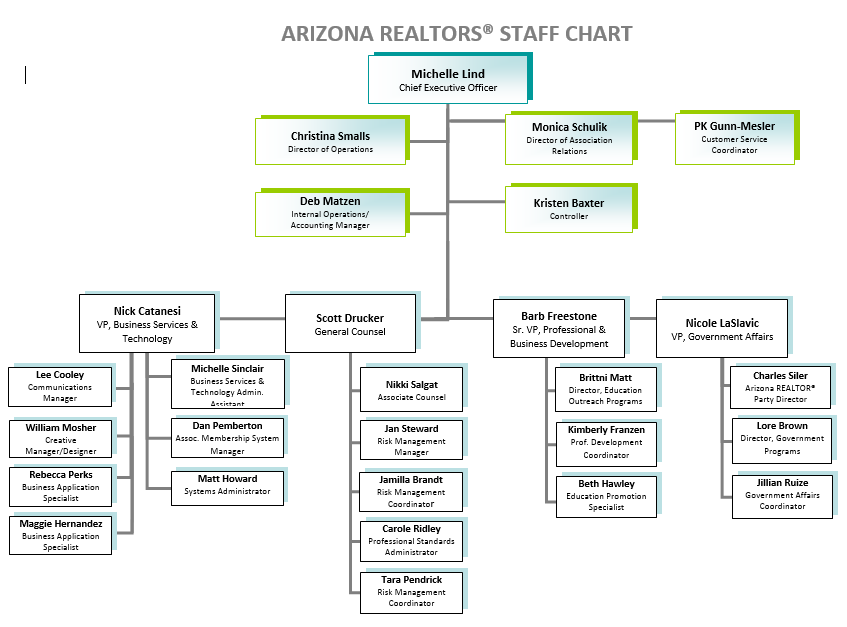 ARIZONA REALTORS® STAFF CHART
Michelle Lind
Chief Executive Officer
Christina Smalls
Director of Operations
Monica Schulik
Director of Association
Relations
PK Gunn-Mesler
Customer Service
Coordinator
Deb Matzen
Internal Operations/
Accounting Manager
Kristen Baxter
Controller
Nick Catanesi
VP, Business Services &
Technology
Scott Drucker
General Counsel
Barb Freestone
Sr. VP, Professional &
Business Development
Nicole LaSlavic
VP, Government Affairs
Lee Cooley
Communications
Manager
William Mosher
Creative
Manager/Designer
Rebecca Perks
Business Application
Specialist
Maggie Hernandez
Business Application
Specialist
Michelle Sinclair
Business Services &
Technology Admin.
Assistant
Dan Pemberton
Assoc. Membership System
Manager
Matt Howard
Systems Administrator
Nikki Salgat
Associate Counsel
Jan Steward
Risk Management
Manager
Jamilla Brandt
Risk Management
Coordinator
Carole Ridley
Professional Standards
Administrator
Tara Pendrick
Risk Management
Coordinator
Brittni Matt
Director, Education
Outreach Programs
Kimberly Franzen
Prof. Development
Coordinator
Beth Hawley
Education Promotion
Specialist
Charles Siler
Arizona REALTOR®
Party Director
Lore Brown
Director, Government
Programs
Jillian Ruize
Government Affairs
Coordinator